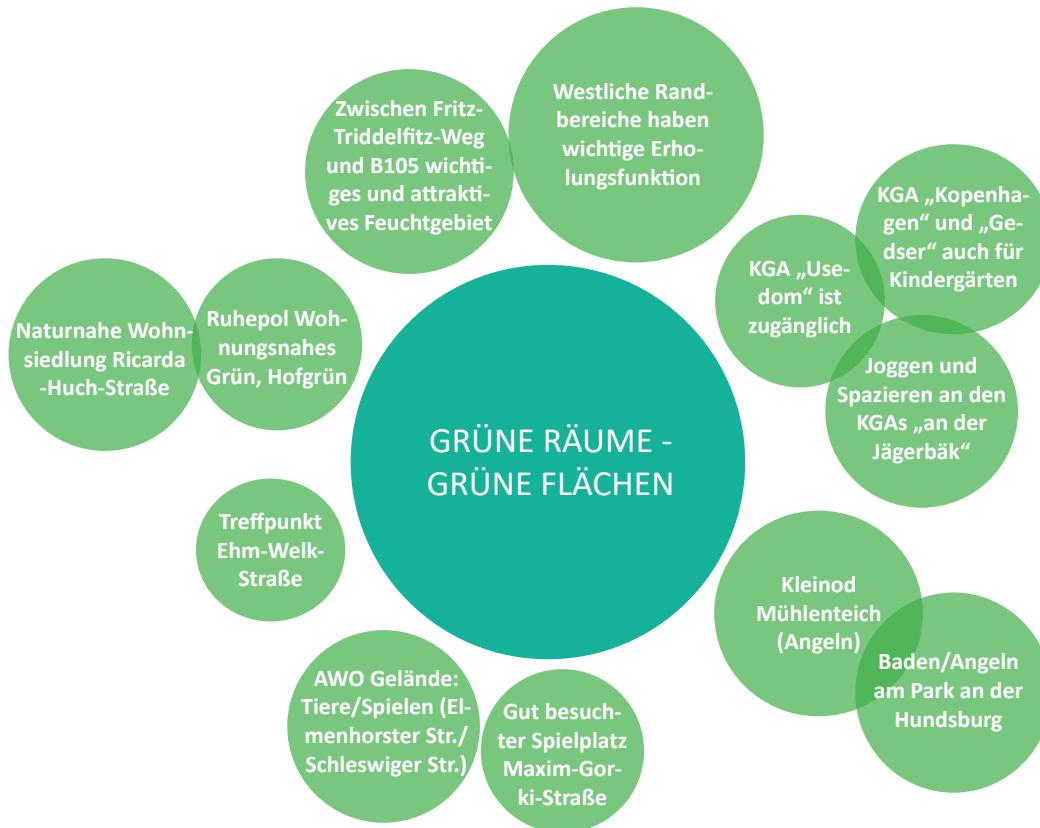 Zwischen Fritz-
Triddelfitz-Weg
und B105 wichti-
ges und attrakti-
ves Feuchtgebiet
Westliche Rand-
bereiche haben
wichtige Erho-
lungsfunktion
KGA „Kopenha-
gen“ und „Ge-
dser“ auch für
Kindergärten
KGA „Use-
dom“ ist
zugänglich
Joggen und
Spazieren an den
KGAs „an der
Jägerbäk“
Naturnahe Wohn-
siedlung Ricarda
-Huch-Straße
Ruhepol Woh-
nungsnahes
Grün, Hofgrün
GRÜNE RÄUME -
GRÜNE FLÄCHEN
Treffpunkt
Ehm-Welk-
Straße
Kleinod
Mühlenteich
(Angeln)
Baden/Angeln
am Park an der
Hundsburg
AWO Gelände:
Tiere/Spielen (El-
menhorster Str./
Schleswiger Str.)
Gut besuch-
ter Spielplatz
Maxim-Gor-
ki-Straße